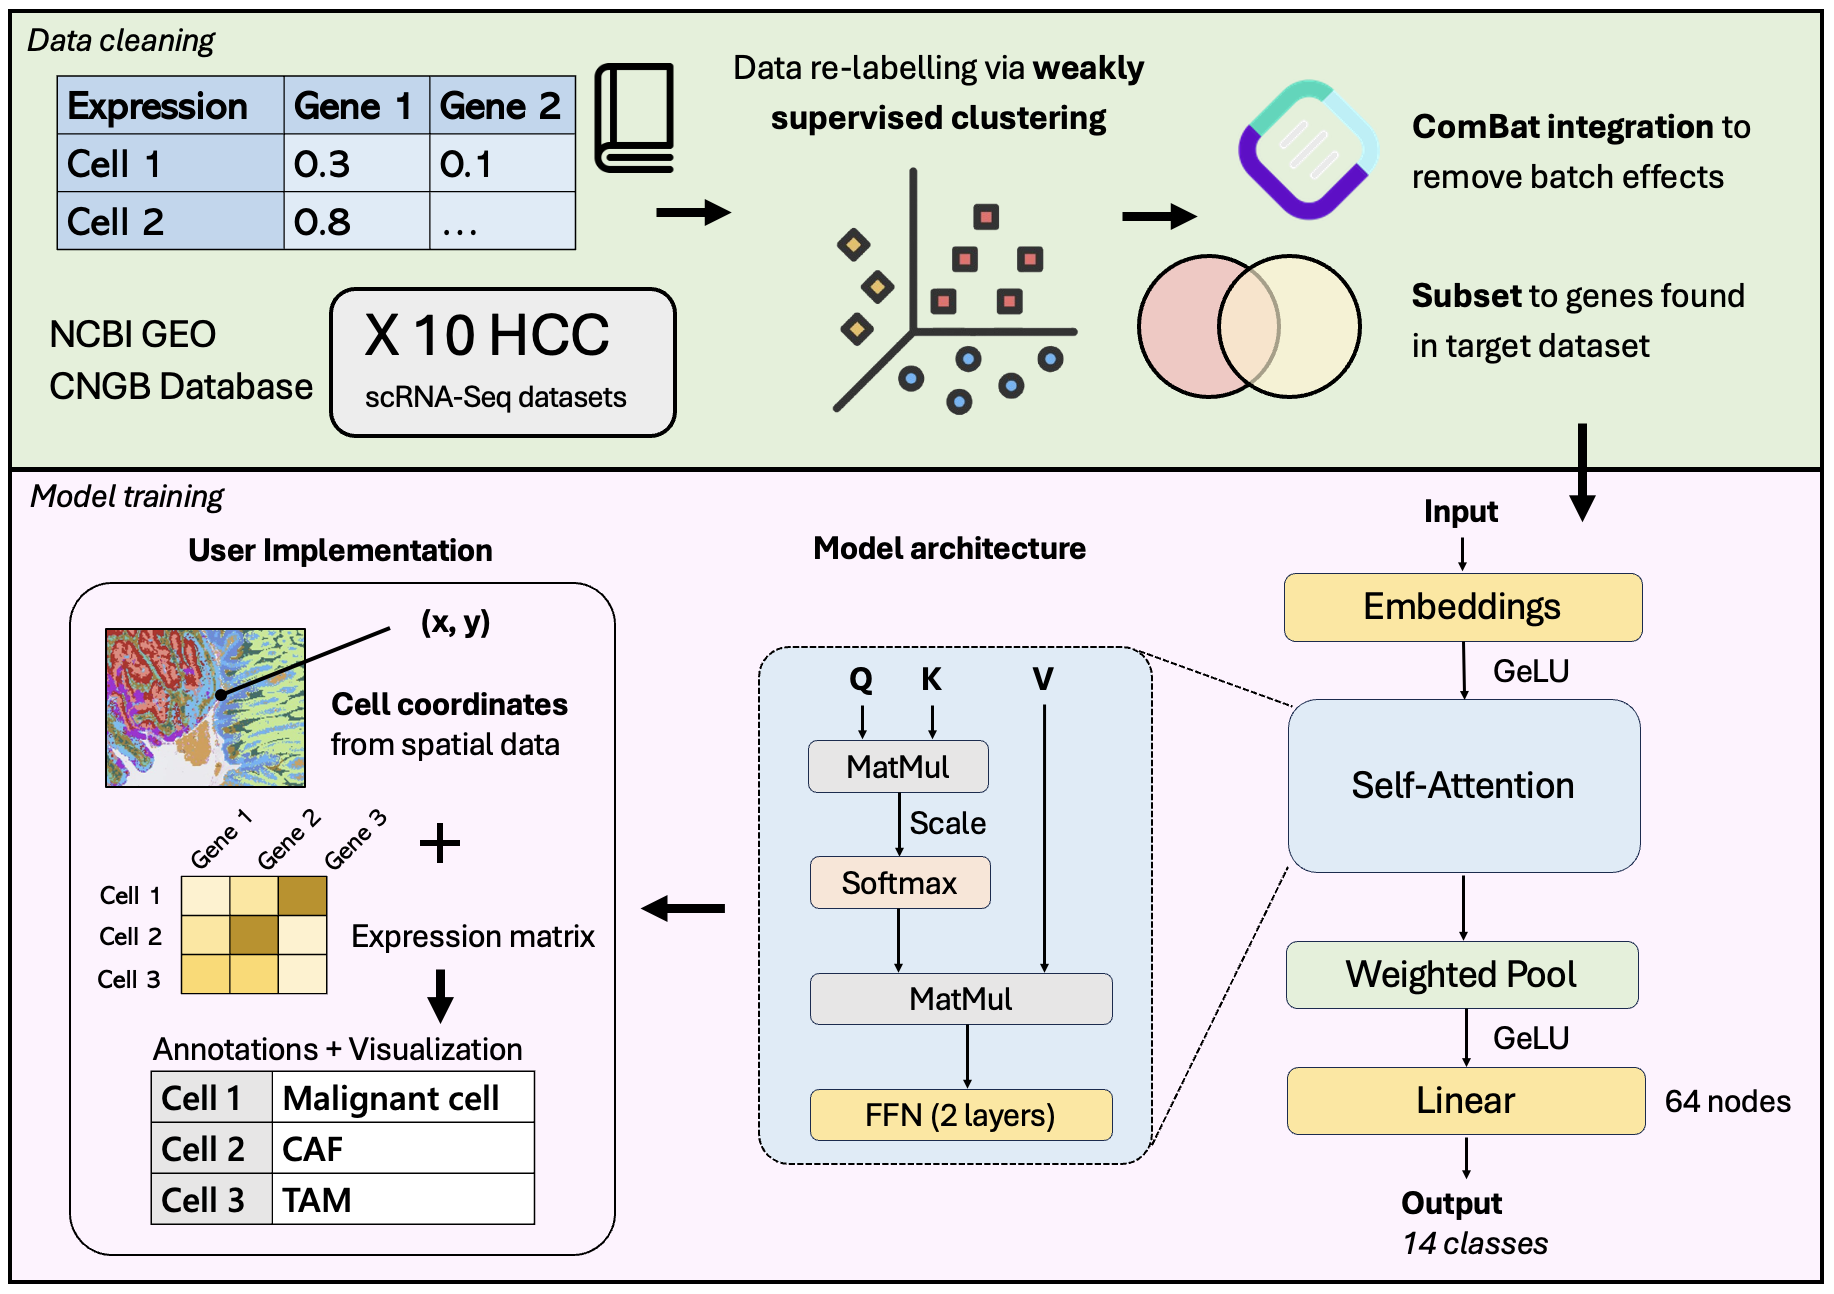 Data cleaning
Expression Gene 1 Gene 2
Cell 1 0.3 0.1
Cell 2 0.8 ...
NCBI GEO
CNGB Database
X 10 HCC
scRNA-Seq datasets
Data re-labelling via weakly
supervised clustering
ComBat integration to
remove batch effects
Subset to genes found
in target dataset
Model training
User Implementation
(x, y)
Cell coordinates
from spatial data
+
Gene 1 Gene 2 Gene 3
Cell 1
Cell 2
Cell 3
Expression matrix
Annotations + Visualization
Cell 1 Malignant cell
Cell 2 CAF
Cell 3 TAM
Model architecture
Q K V
MatMul
Scale
Softmax
MatMul
FFN (2 layers)
Input
Embeddings
GeLU
Self-Attention
Weighted Pool
GeLU
Linear
64 nodes
Output
14 classes